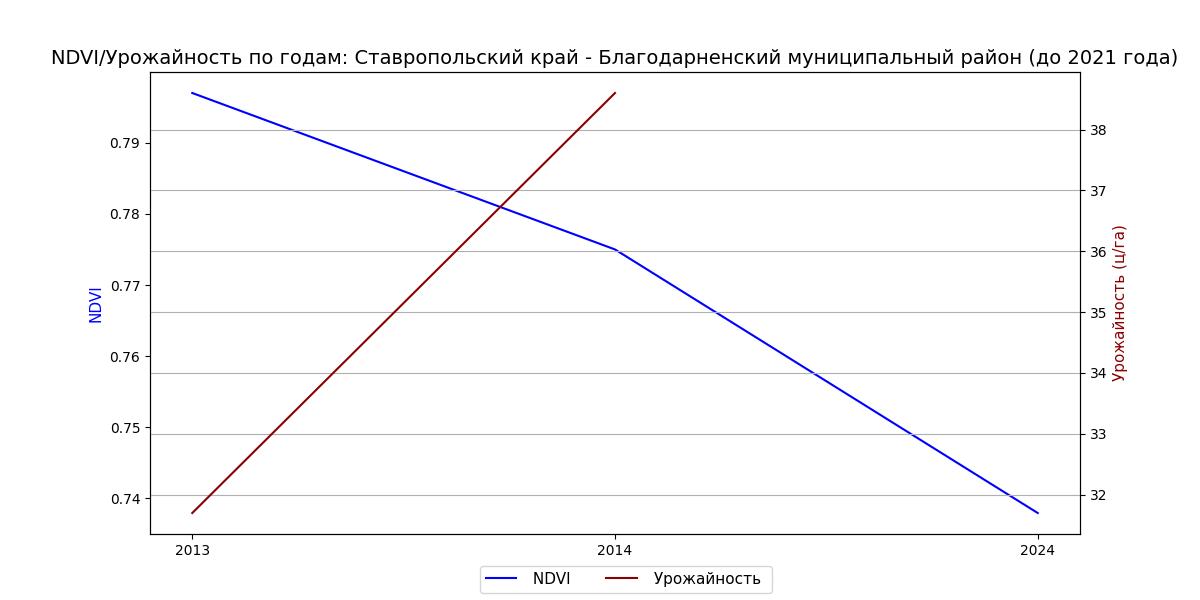 NDVI/Урожайность по годам: Ставропольский край - Благодарненский муниципальный район (до 2021 года)
0.79
0.78
0.77
0.76
0.75
0.74
NDVI
38
37
36
35
34
33
32
Урожайность (ц/га)
2013 2014 2024
NDVI Урожайность